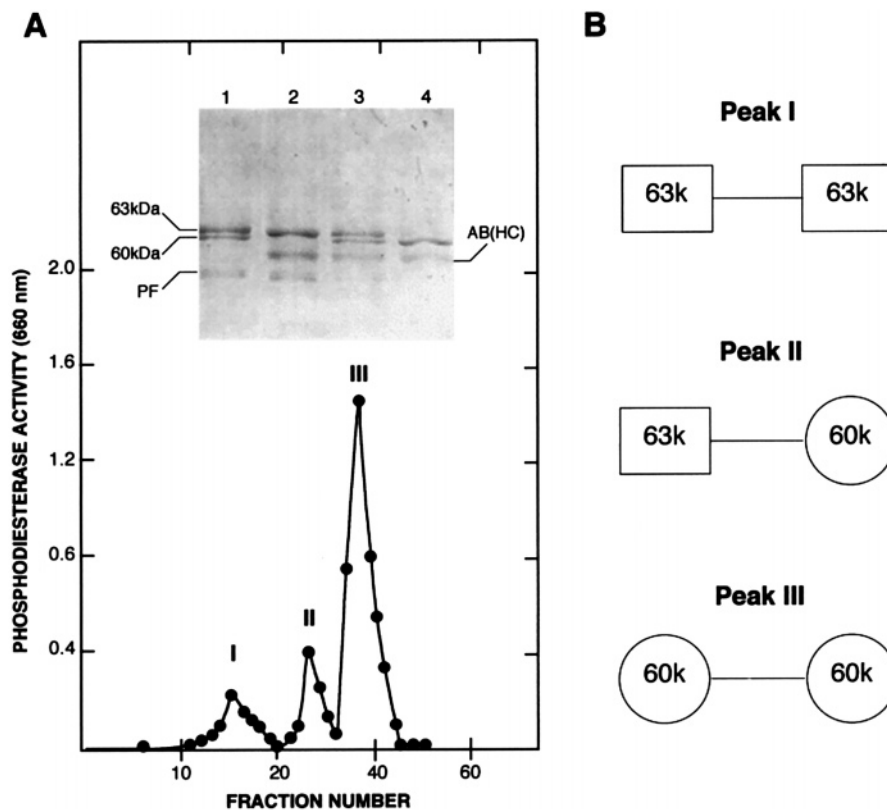 A
B
1 2 3 4
63kDa
60kDa
PF
AB(HC)
PHOSPHODIESTERASE ACTIVITY (660 nm)
2.0
1.6
1.2
0.6
0.4
I
II
III
10 20 40 60
FRACTION NUMBER
Peak I
63k 63k
Peak II
63k 60k
Peak III
60k 60k